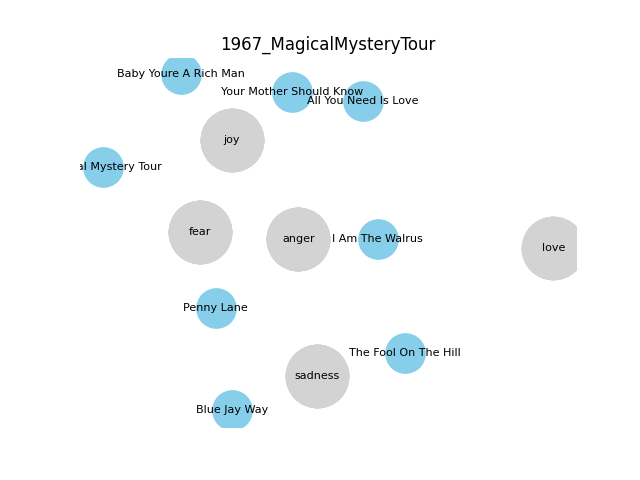 1967_MagicalMysteryTour
Baby Youre A Rich Man
Your Mother Should Know
All You Need Is Love
joy
al Mystery Tour
fear
anger
I Am The Walrus
love
Penny Lane
The Fool On The Hill
sadness
Blue Jay Way